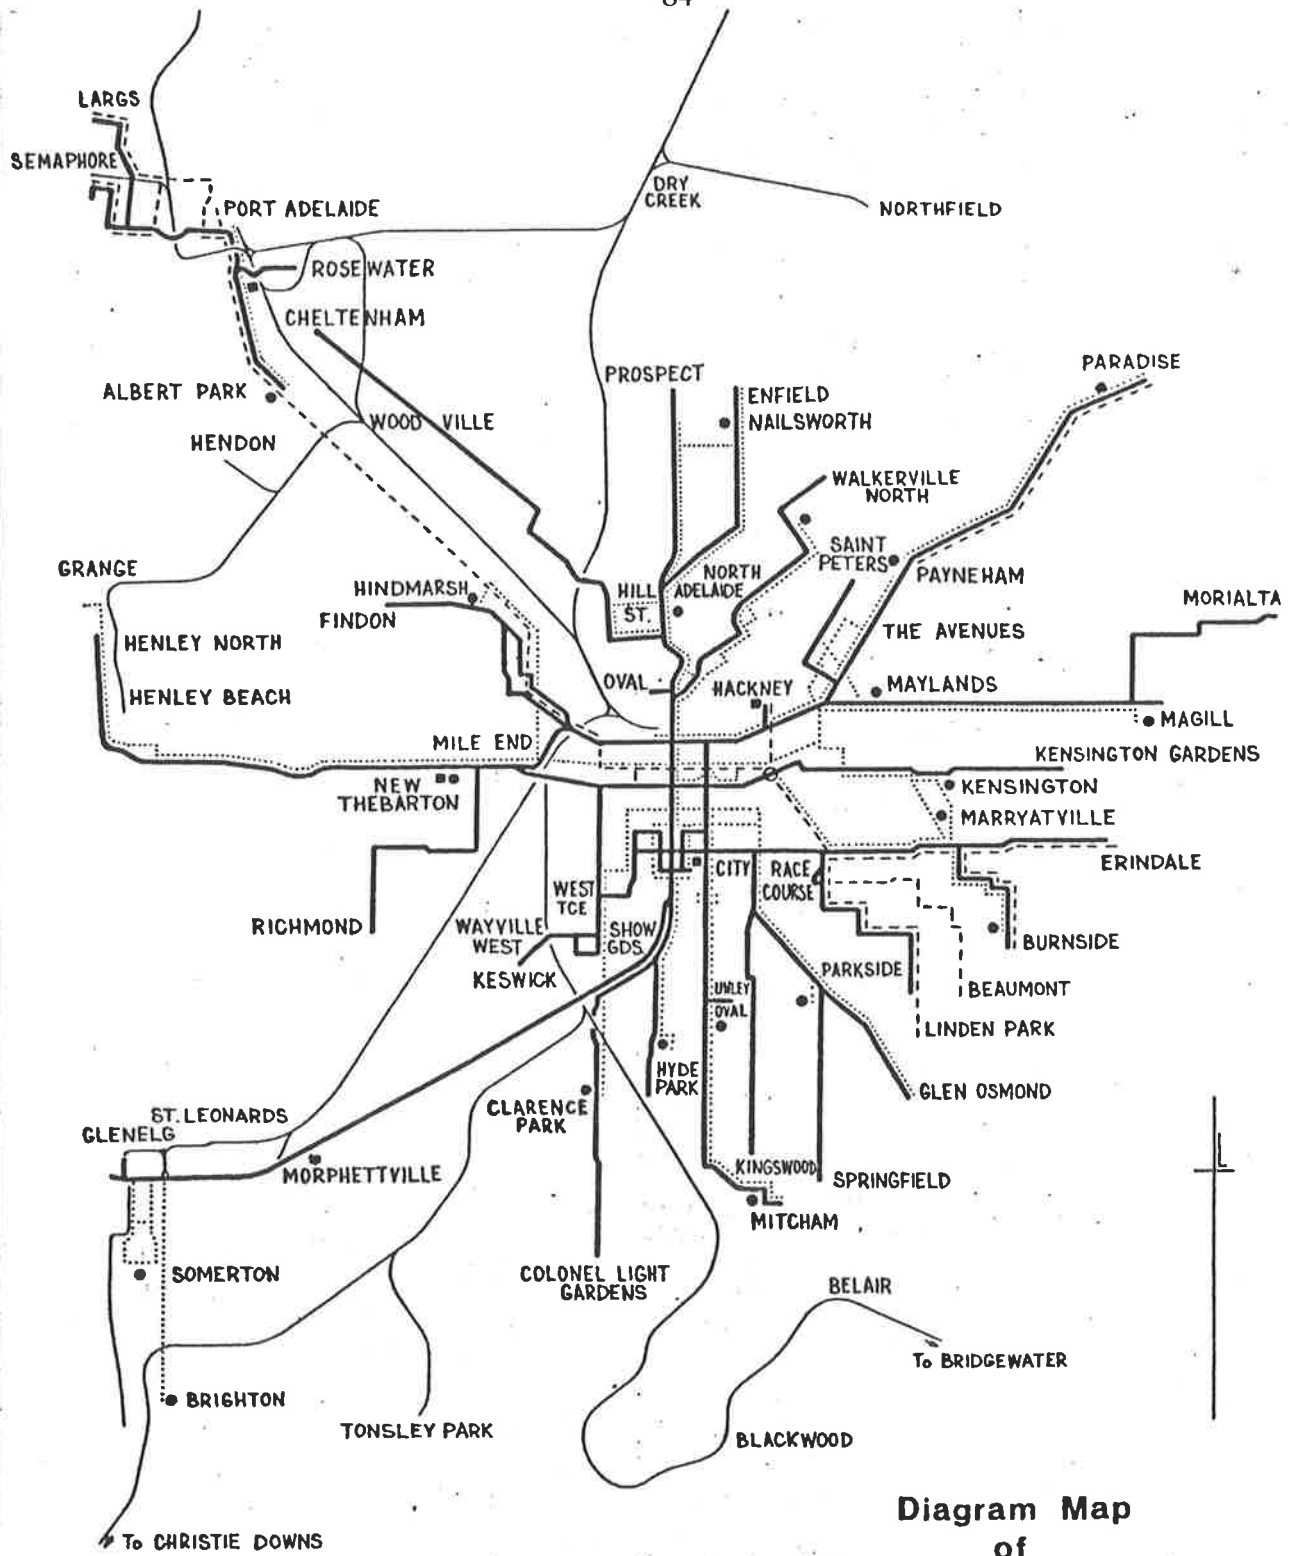 84
LARGS
SEMAPHORE
PORT ADELAIDE
DRY
CREEK
NORTHFIELD
ROSEWATER
CHELTENHAM
PARADISE
PROSPECT
ALBERT PARK
ENFIELD
NAILSWORTH
WOODVILLE
HENDON
WALKERVILLE
NORTH
SAINT
PETERS
GRANGE
HINDMARSH
HILL
ST.
NORTH
ADELAIDE
PAYNEHAM
MORIALTA
FINDON
THE AVENUES
HENLEY NORTH
HENLEY BEACH
OVAL
HACKNEY
MAYLANDS
MAGILL
MILE END
KENSINGTON GARDENS
NEW
THEBARTON
KENSINGTON
MARRYATVILLE
CITY
RACE
COURSE
ERINDALE
WEST
TCE
RICHMOND
WAYVILLE
WEST
SHOW
GDS.
BURNSIDE
KESWICK
PARKSIDE
UNLEY
OVAL
BEAUMONT
LINDEN PARK
HYDE
PARK
GLEN OSMOND
CLARENCE
PARK
ST. LEONARDS
GLENELG
MORPHETTVILLE
KINGSWOOD
SPRINGFIELD
MITCHAM
SOMERTON
COLONEL LIGHT
GARDENS
BELAIR
To BRIDGEWATER
BRIGHTON
TONSLEY PARK
BLACKWOOD
Diagram Map
of
To CHRISTIE DOWNS